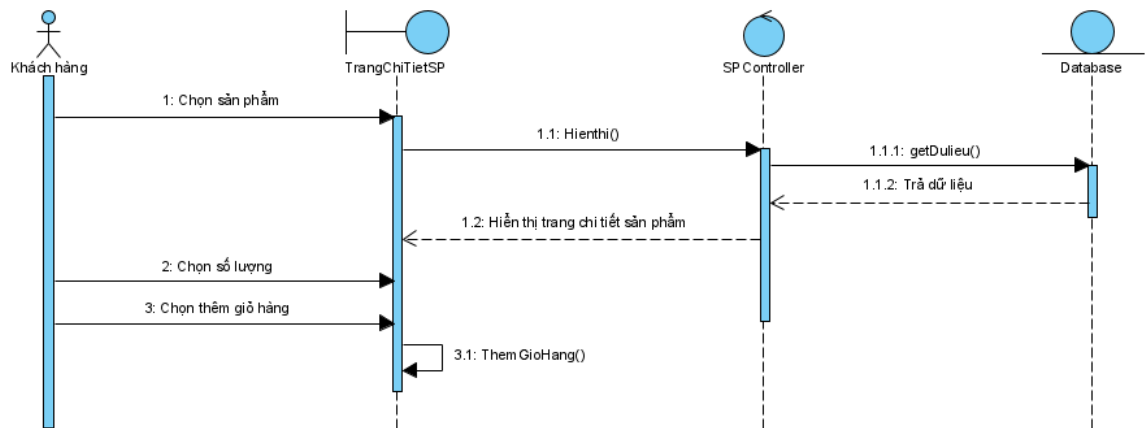 Khách hàng
TrangChiTietSP
SP Controller
Database
1: Chọn sản phẩm
1.1: Hienthi()
1.1.1: getDulieu()
1.1.2: Trả dữ liệu
1.2: Hiển thị trang chi tiết sản phẩm
2: Chọn số lượng
3: Chọn thêm giỏ hàng
3.1: ThemGioHang()